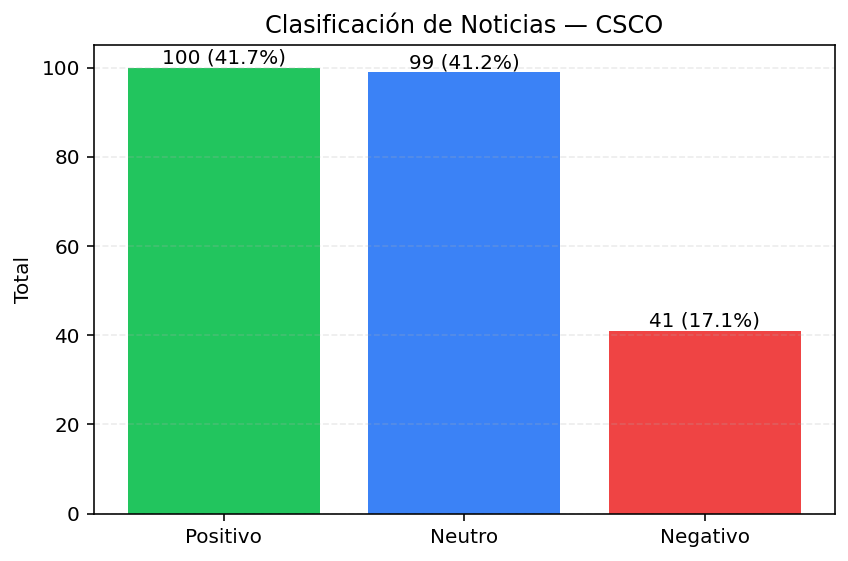 Clasificación de Noticias — CSCO
100 (41.7%)
99 (41.2%)
41 (17.1%)
Total
100
80
60
40
20
0
Positivo
Neutro
Negativo